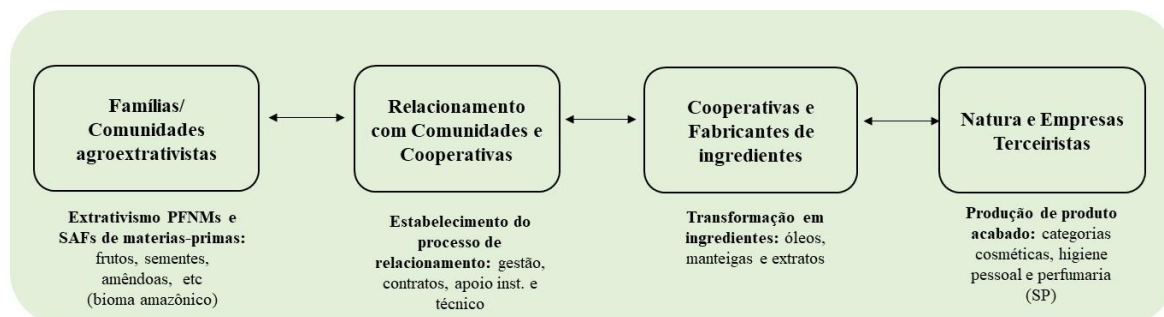 Famílias/
Comunidades
agroextrativistas
Extrativismo PFNMs e
SAFs de materias-primas:
frutos, sementes,
amêndoas, etc
(bioma amazônico)
Relacionamento
com Comunidades e
Cooperativas
Estabelecimento do
processo de
relacionamento: gestão,
contratos, apoio inst. e
técnico
Cooperativas e
Fabricantes de
ingredientes
Transformação em
ingredientes: óleos,
manteigas e extratos
Natura e Empresas
Terceiristas
Produção de produto
acabado: categorias
cosméticas, higiene
pessoal e perfumaria
(SP)